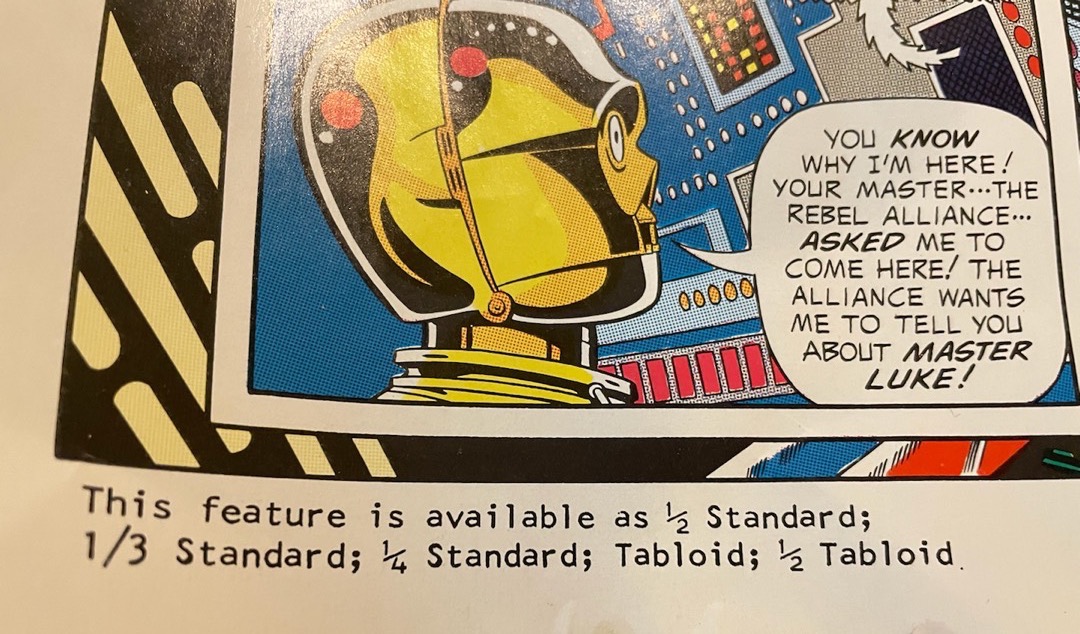 YOU KNOW
WHY I'M HERE!
YOUR MASTER...THE
REBEL ALLIANCE...
ASKED ME TO
COME HERE! THE
ALLIANCE WANTS
ME TO TELL YOU
ABOUT MASTER
LUKE!
This feature is available as ½ Standard;
1/3 Standard; ¼ Standard; Tabloid; ½ Tabloid.